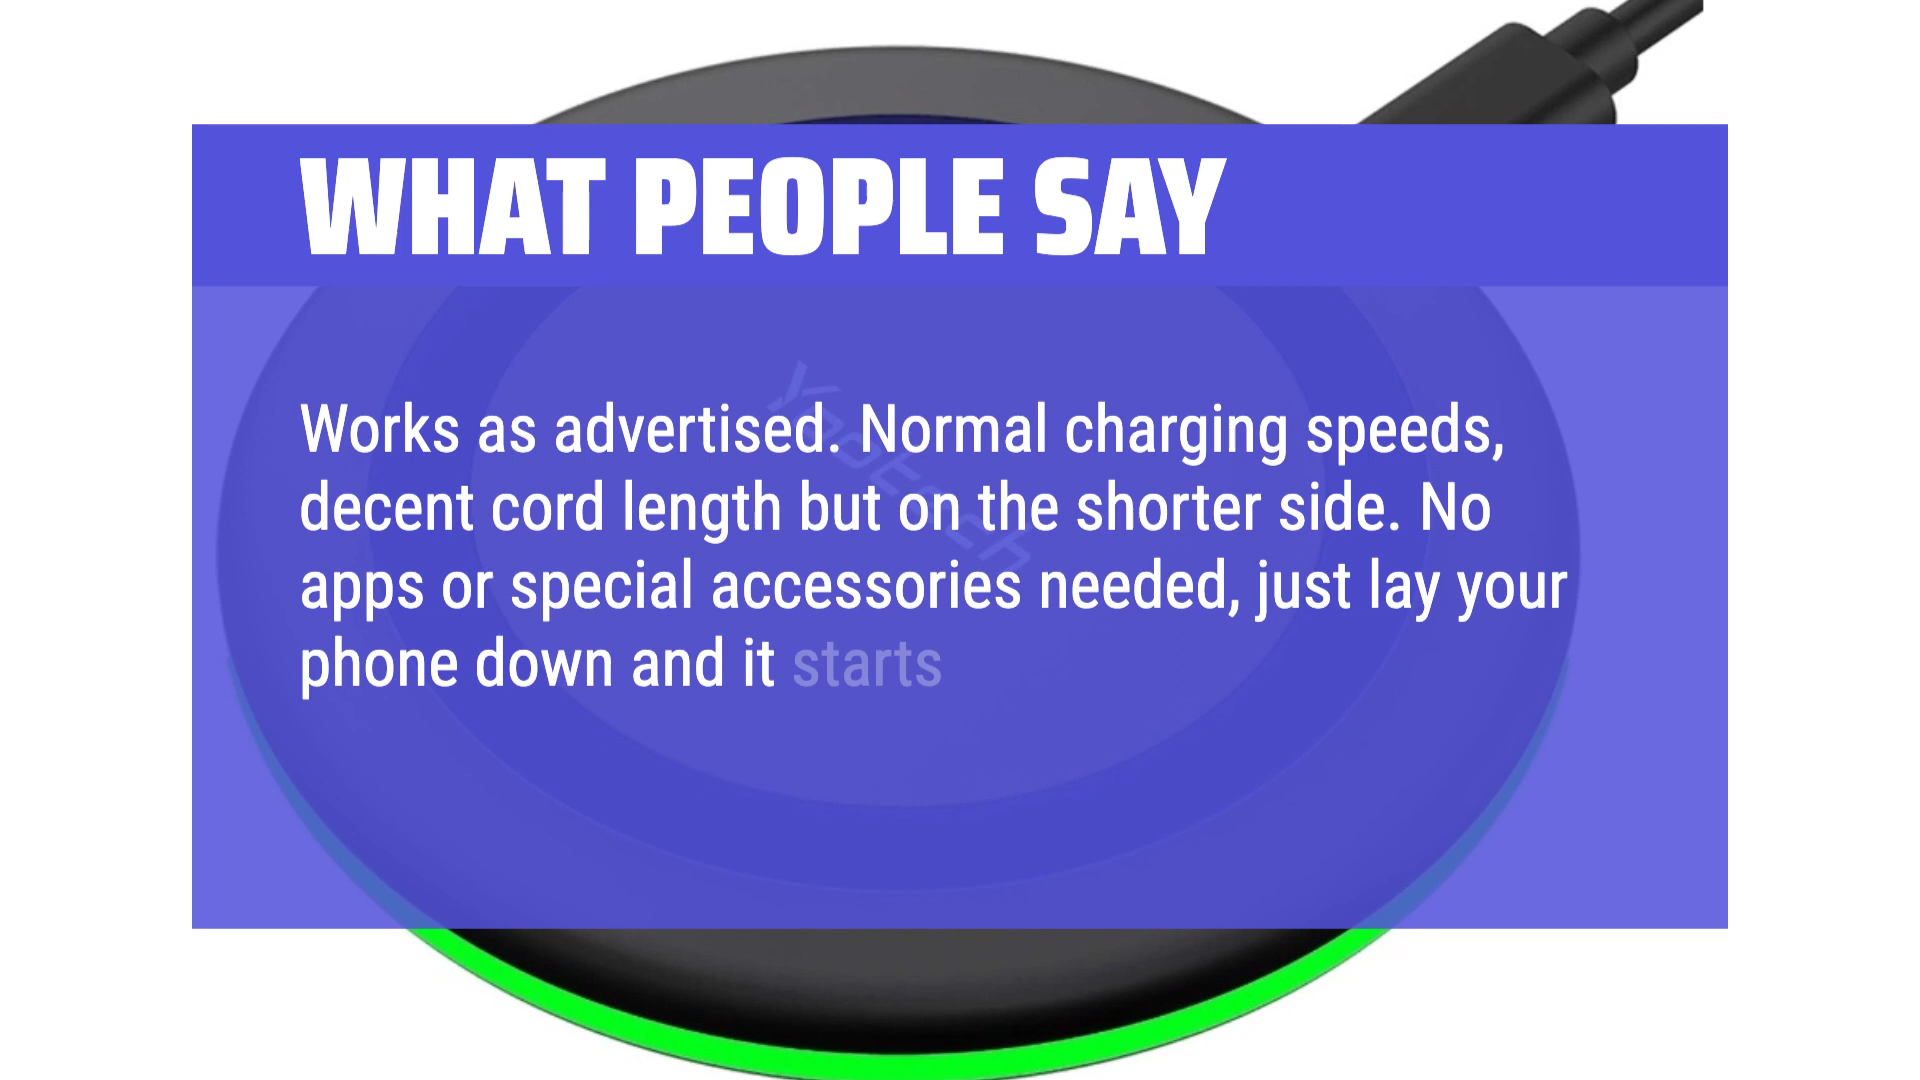 WHAT PEOPLE SAY
Works as advertised. Normal charging speeds,
decent cord length but on the shorter side. No
apps or special accessories needed, just lay your
phone down and it starts
Yootech